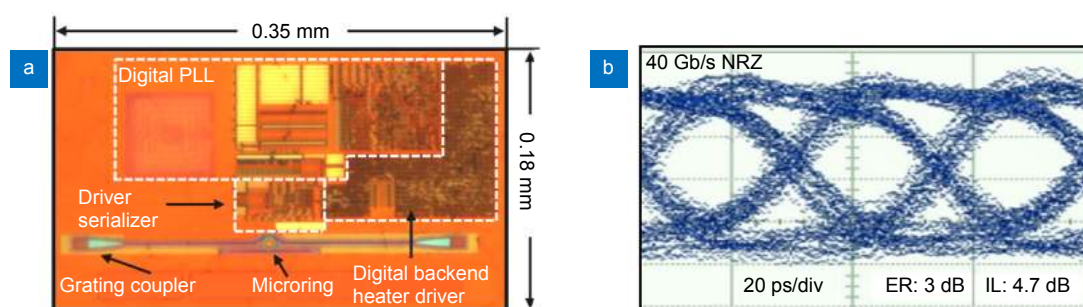 0.35 mm
a
Digital PLL
0.18 mm
Driver
serializer
Grating coupler
Microring
Digital backend
heater driver
b
40 Gb/s NRZ
20 ps/div
ER: 3 dB
IL: 4.7 dB